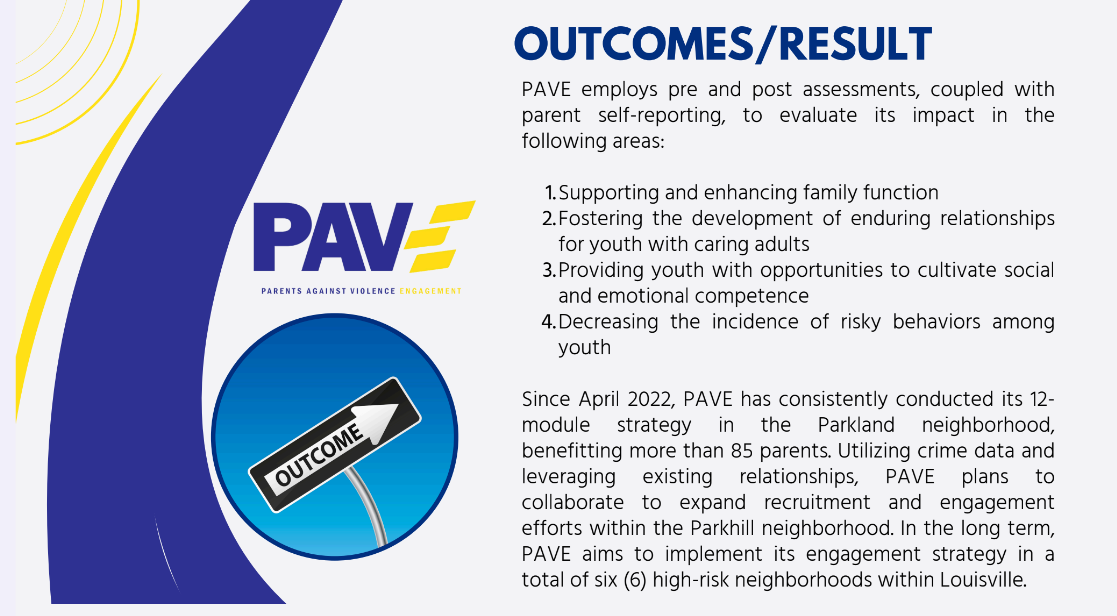 OUTCOMES/RESULT
PAVE employs pre and post assessments, coupled with
parent self-reporting, to evaluate its impact in the
following areas:
1. Supporting and enhancing family function
2. Fostering the development of enduring relationships
for youth with caring adults
3. Providing youth with opportunities to cultivate social
and emotional competence
4. Decreasing the incidence of risky behaviors among
youth
Since April 2022, PAVE has consistently conducted its 12-
module strategy in the Parkland neighborhood,
benefitting more than 85 parents. Utilizing crime data and
leveraging existing relationships, PAVE plans to
collaborate to expand recruitment and engagement
efforts within the Parkhill neighborhood. In the long term,
PAVE aims to implement its engagement strategy in a
total of six (6) high-risk neighborhoods within Louisville.
PAVE
PARENTS AGAINST VIOLENCE ENGAGEMENT
OUTCOME